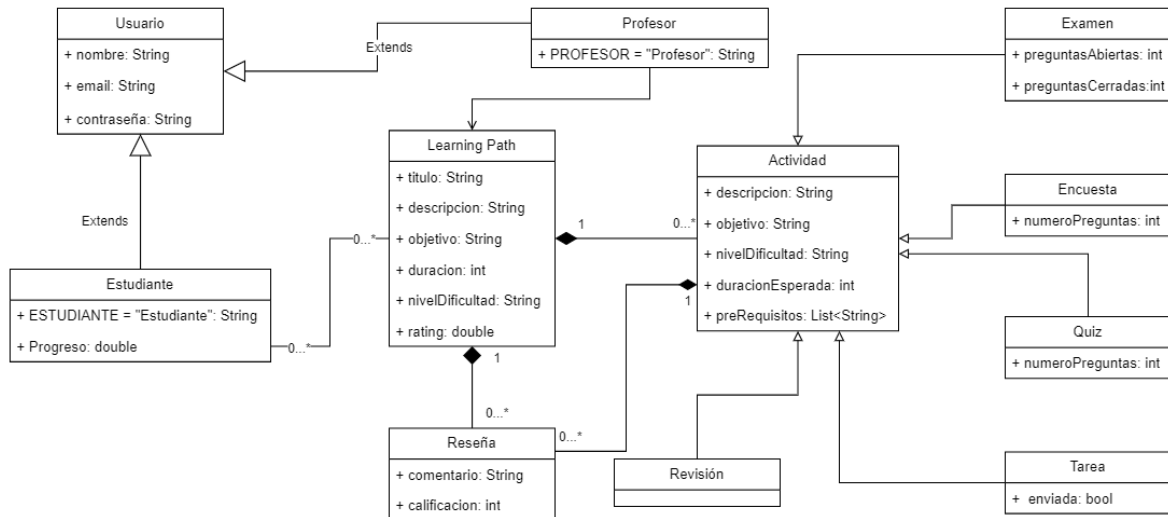 Usuario
+ nombre: String
+ email: String
+ contraseña: String
Extends
Profesor
+ PROFESOR = "Profesor": String
Examen
+ preguntasAbiertas: int
+ preguntasCerradas:int
Extends
Learning Path
+ titulo: String
+ descripcion: String
+ objetivo: String
+ duracion: int
+ nivelDificultad: String
+ rating: double
1
0...*
Actividad
+ descripcion: String
+ objetivo: String
+ nivelDificultad: String
+ duracionEsperada: int
+ preRequisitos: List<String>
Encuesta
+ numeroPreguntas: int
Estudiante
+ ESTUDIANTE = "Estudiante": String
+ Progreso: double
0...*
0...*
1
1
Quiz
+ numeroPreguntas: int
0...*
0...*
Reseña
+ comentario: String
+ calificacion: int
Revisión
Tarea
+ enviada: bool